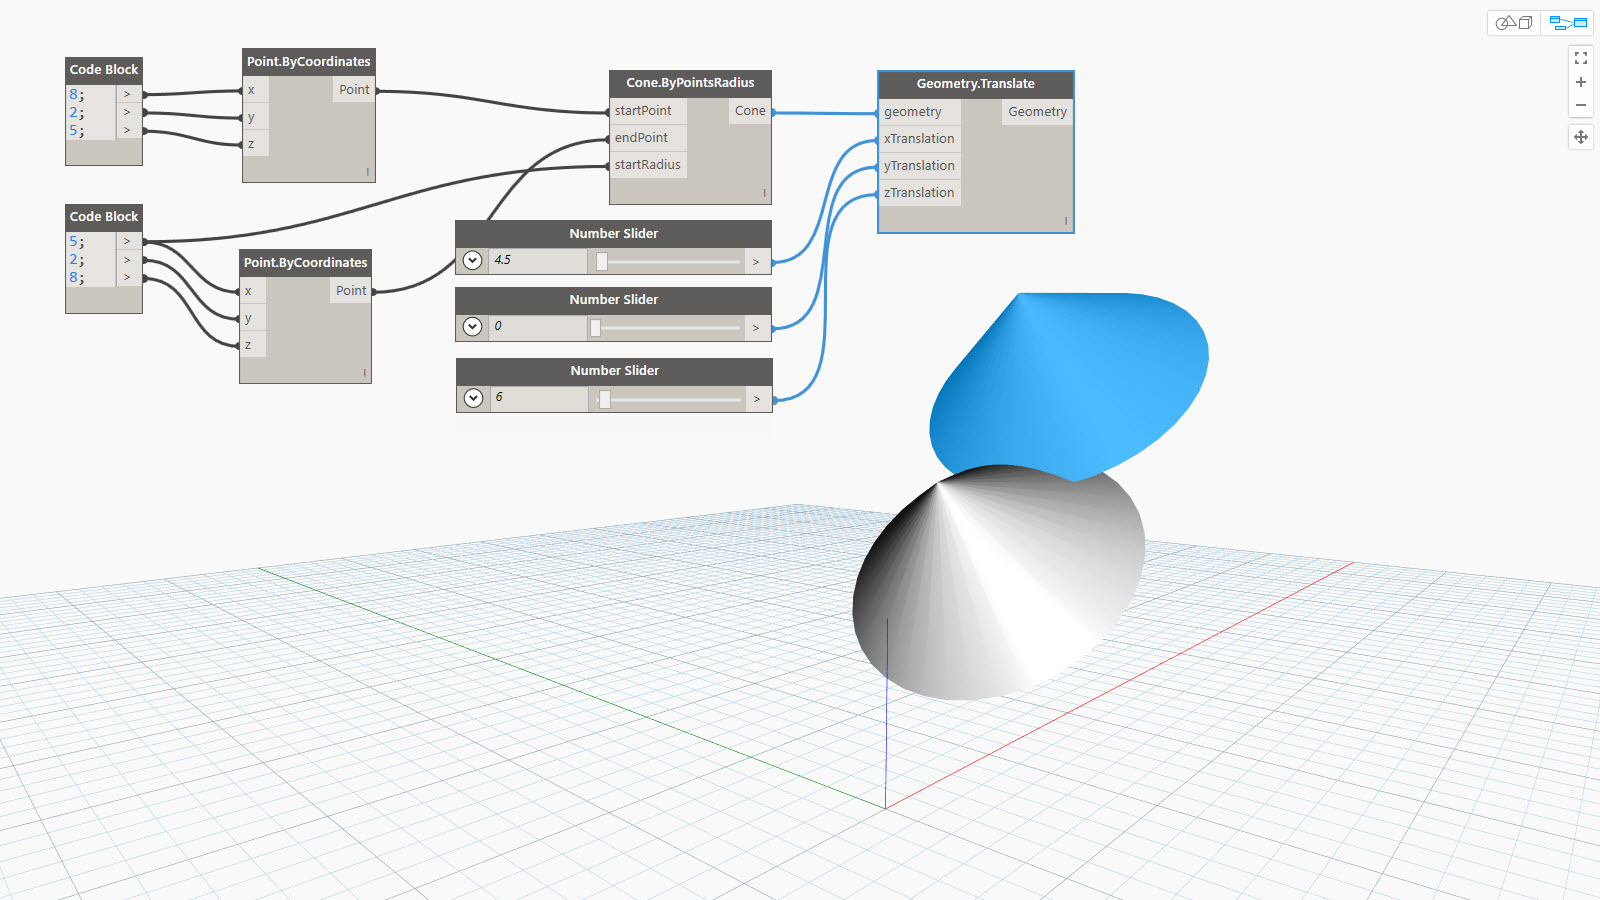 Code Block
8; >
2; >
5; >
Point.ByCoordinates
x Point
y
z
Code Block
5; >
2; >
8; >
Point.ByCoordinates
x Point
y
z
Cone.ByPointsRadius
startPoint Cone
endPoint
startRadius
Number Slider
4.5 >
Number Slider
0 >
Number Slider
6 >
Geometry.Translate
geometry Geometry
xTranslation
yTranslation
zTranslation